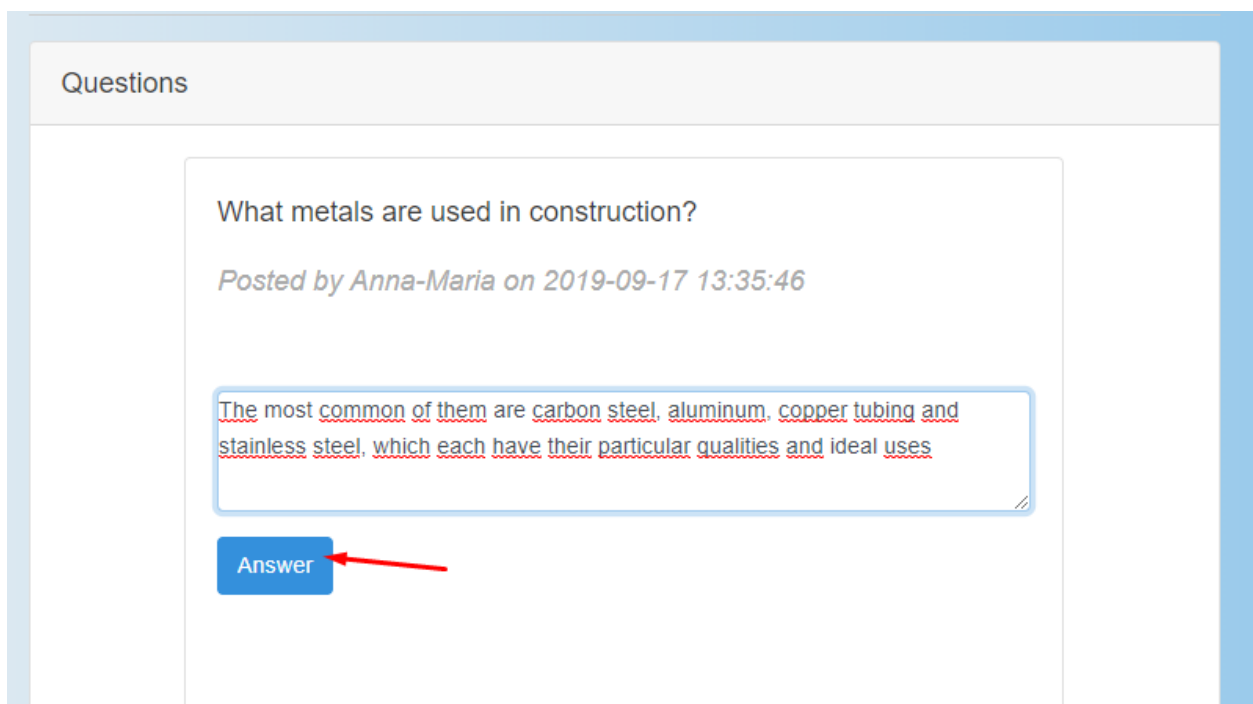 Questions
What metals are used in construction?
Posted by Anna-Maria on 2019-09-17 13:35:46
The most common of them are carbon steel, aluminum, copper tubing and
stainless steel, which each have their particular qualities and ideal uses
Answer